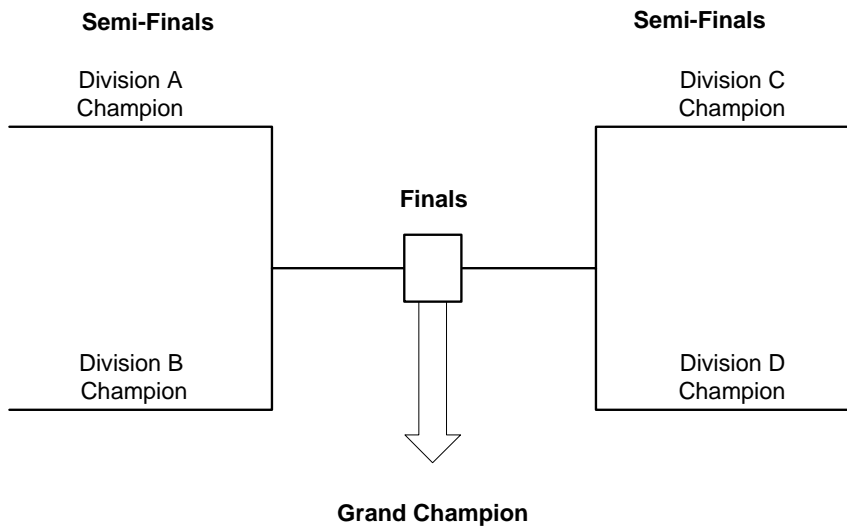 Semi-Finals
Semi-Finals
Division A
Champion
Division C
Champion
Finals
Division B
Champion
Division D
Champion
Grand Champion